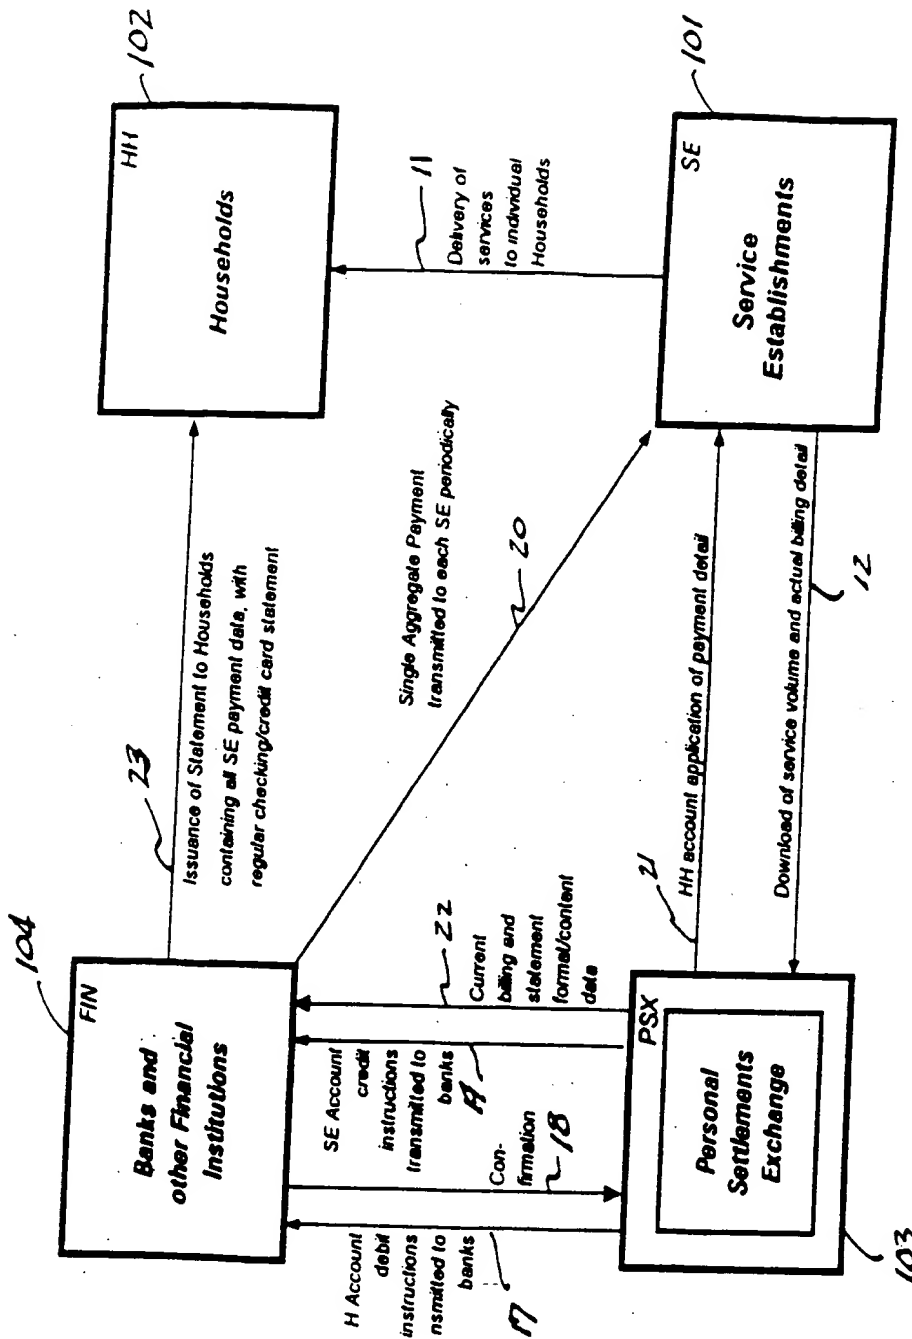 104
FIN
Banks and
other Financial
Institutions
23
Issuance of Statement to Households
containing all SE payment data, with
regular checking/credit card statement
HH
102
Households
H Account
debit
instructions
nsmitted to
banks
17
Con-
firmation
18
SE Account
credit
instructions
transmitted to
banks
22
Current
billing and
statement
format/content
data
Single Aggregate Payment
transmitted to each SE periodically
20
11
Delivery of
services
to individual
Households
PSX
Personal
Settlements
Exchange
103
21
HH account application of payment detail
Download of service volume and actual billing detail
12
SE
101
Service
Establishments